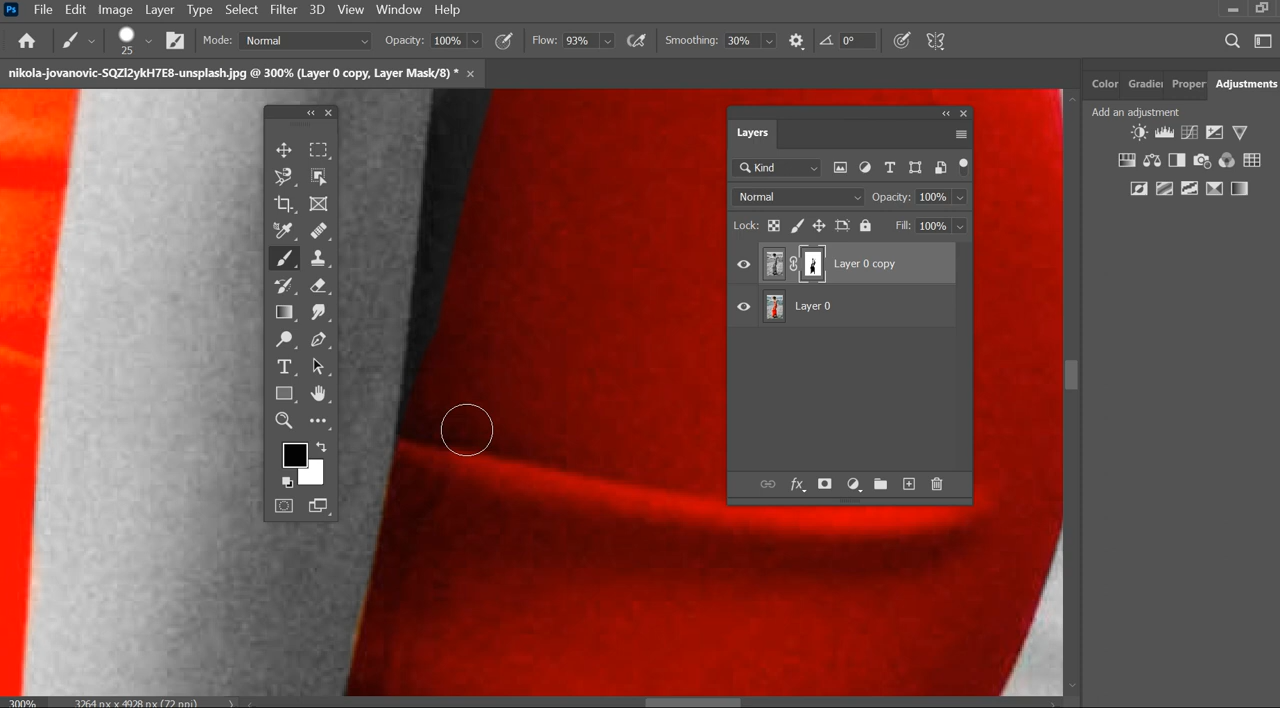 Ps File Edit Image Layer Type Select Filter 3D View Window Help
25 Mode: Normal Opacity: 100% Flow: 93% Smoothing: 30% 0°
nikola-jovanovic-SQZl2ykH7E8-unsplash.jpg @ 300% (Layer 0 copy, Layer Mask/8) *
Color Gradie Proper Adjustments
Add an adjustment
Layers
Kind
Normal Opacity: 100%
Lock: Fill: 100%
Layer 0 copy
Layer 0
fx
300% 3264 px x 4928 px (72 ppi)